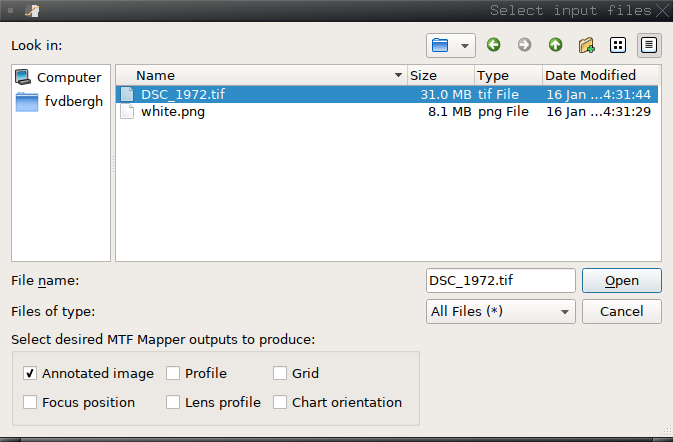 Select input files
Look in:
Computer
fvdbergh
Name Size Type Date Modified
DSC_1972.tif 31.0 MB tif File 16 Jan ...4:31:44
white.png 8.1 MB png File 16 Jan ...4:31:29
File name: DSC_1972.tif Open
Files of type: All Files (*) Cancel
Select desired MTF Mapper outputs to produce:
Annotated image Profile Grid
Focus position Lens profile Chart orientation